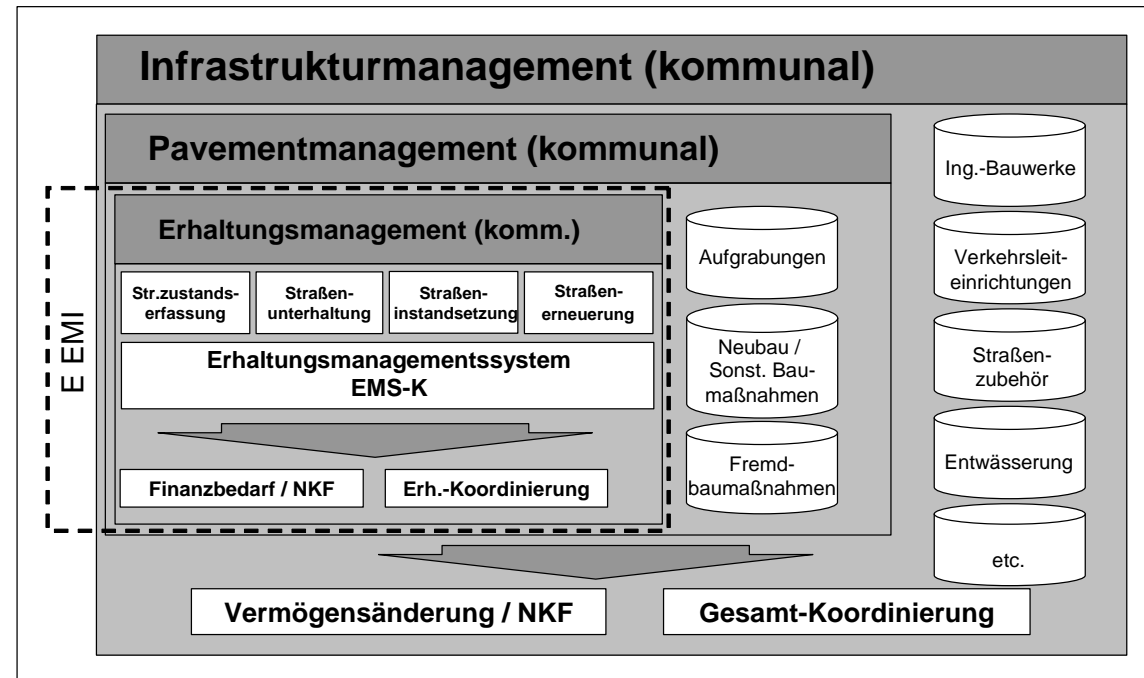 Infrastrukturmanagement (kommunal)
Pavementmanagement (kommunal)
E EMI
Erhaltungsmanagement (komm.)
Str.zustands-
erfassung
Straßen-
unterhaltung
Straßen-
instandsetzung
Straßen-
erneuerung
Erhaltungsmanagementssystem
EMS-K
Finanzbedarf / NKF
Erh.-Koordinierung
Aufgrabungen
Neubau /
Sonst. Bau-
maßnahmen
Fremd-
baumaßnahmen
Ing.-Bauwerke
Verkehrsleit-
einrichtungen
Straßen-
zubehör
Entwässerung
etc.
Vermögensänderung / NKF
Gesamt-Koordinierung